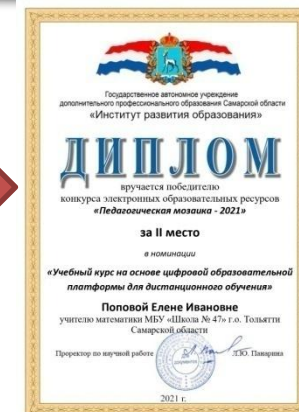 Государственное автономное учреждение
дополнительного профессионального образования Самарской области
«Институт развития образования»
ДИПЛОМ
вручается победителю
конкурса электронных образовательных ресурсов
«Педагогическая мозаика - 2021»
за II место
в номинации
«Учебный курс на основе цифровой образовательной
платформы для дистанционного обучения»
Поповой Елене Ивановне
учителю математики МБУ «Школа № 47» г.о. Тольятти
Самарской области
Проректор по научной работе
Л.Ю. Панарина
2021 г.